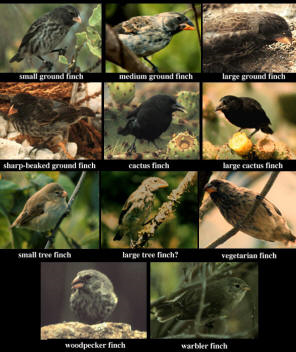 small ground finch
medium ground finch
large ground finch
sharp-beaked ground finch
cactus finch
large cactus finch
small tree finch
large tree finch?
vegetarian finch
woodpecker finch
warbler finch